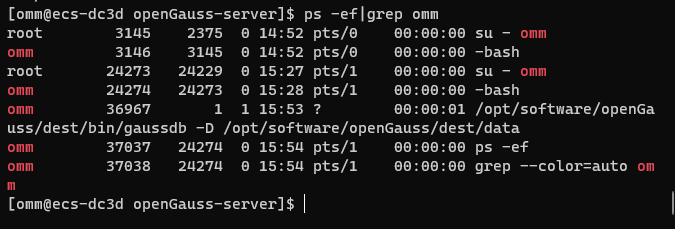 [omm@ecs-dc3d openGauss-server]$ ps -ef|grep omm
root        3145    2375  0 14:52 pts/0    00:00:00 su - omm
omm         3146    3145  0 14:52 pts/0    00:00:00 -bash
root       24273   24229  0 15:27 pts/1    00:00:00 su - omm
omm        24274   24273  0 15:28 pts/1    00:00:00 -bash
omm        36967       1  1 15:53 ?        00:00:01 /opt/software/openGa
uss/dest/bin/gaussdb -D /opt/software/openGauss/dest/data
omm        37037   24274  0 15:54 pts/1    00:00:00 ps -ef
omm        37038   24274  0 15:54 pts/1    00:00:00 grep --color=auto om
m
[omm@ecs-dc3d openGauss-server]$